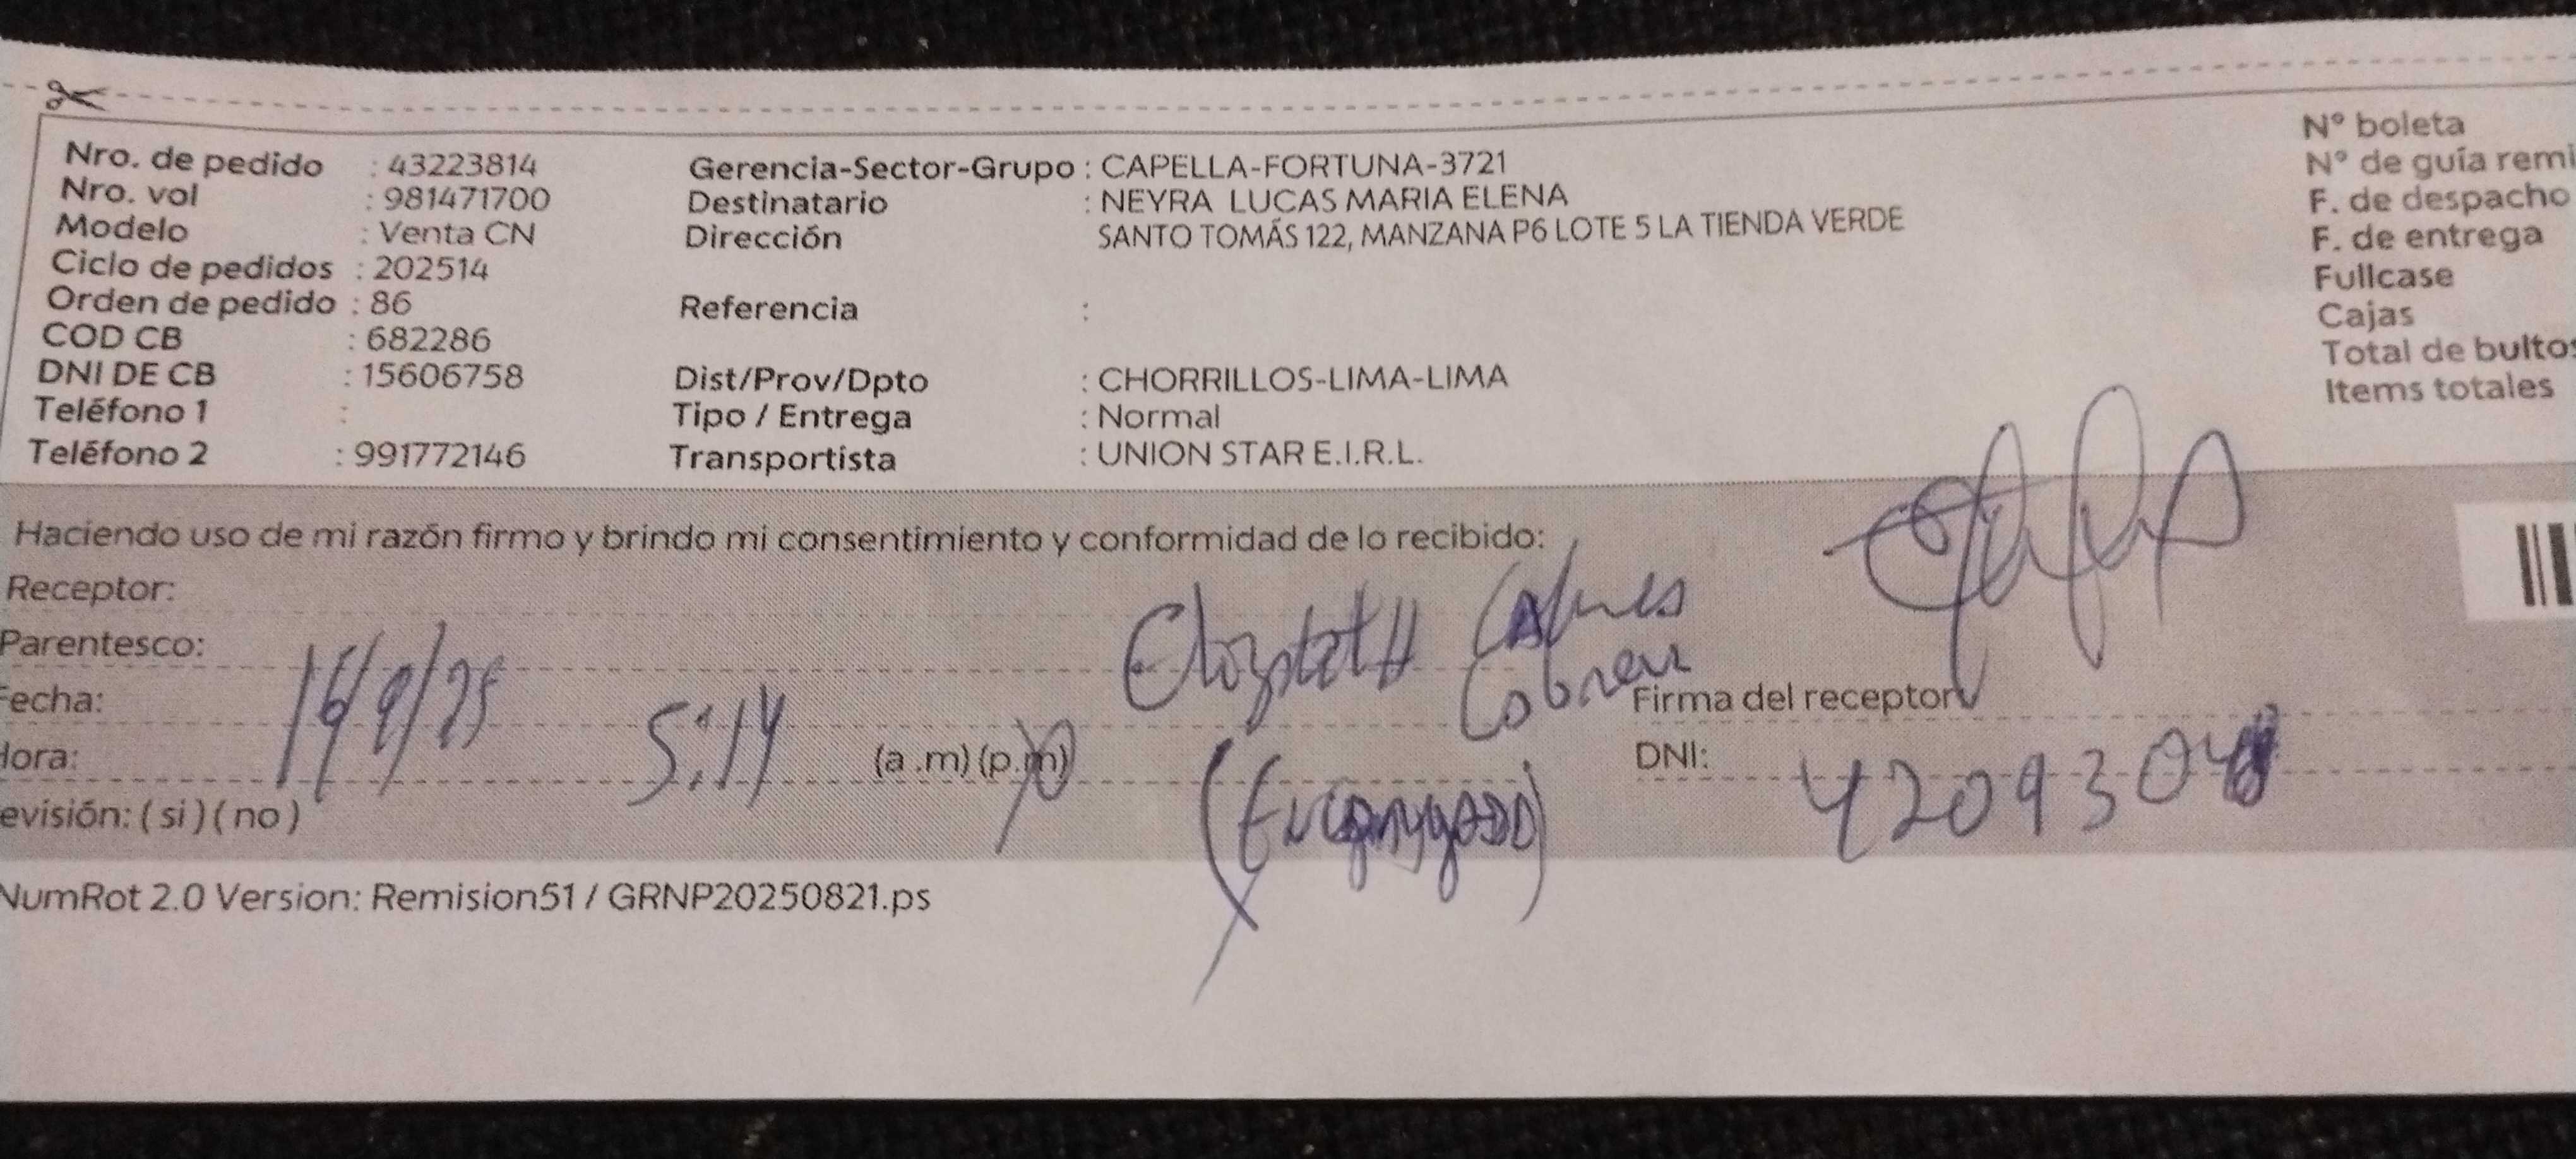 Nro. de pedido : 43223814
Nro. vol : 981471700
Modelo : Venta CN
Ciclo de pedidos : 202514
Orden de pedido : 86
COD CB : 682286
DNI DE CB : 15606758
Teléfono 1 :
Teléfono 2 : 991772146
Gerencia-Sector-Grupo : CAPELLA-FORTUNA-3721
Destinatario : NEYRA LUCAS MARIA ELENA
Dirección SANTO TOMÁS 122, MANZANA P6 LOTE 5 LA TIENDA VERDE
Referencia :
Dist/Prov/Dpto : CHORRILLOS-LIMA-LIMA
Tipo / Entrega : Normal
Transportista : UNION STAR E.I.R.L.
N° boleta
N° de guía remi
F. de despacho
F. de entrega
Fullcase
Cajas
Total de bultos
Items totales
Haciendo uso de mi razón firmo y brindo mi consentimiento y conformidad de lo recibido:
Receptor:
Parentesco:
Fecha: 16/9/25
Hora: 5:14 (a .m) (p.m)
evisión: ( si ) ( no )
Firma del receptor
DNI:
NumRot 2.0 Version: Remision51 / GRNP20250821.ps